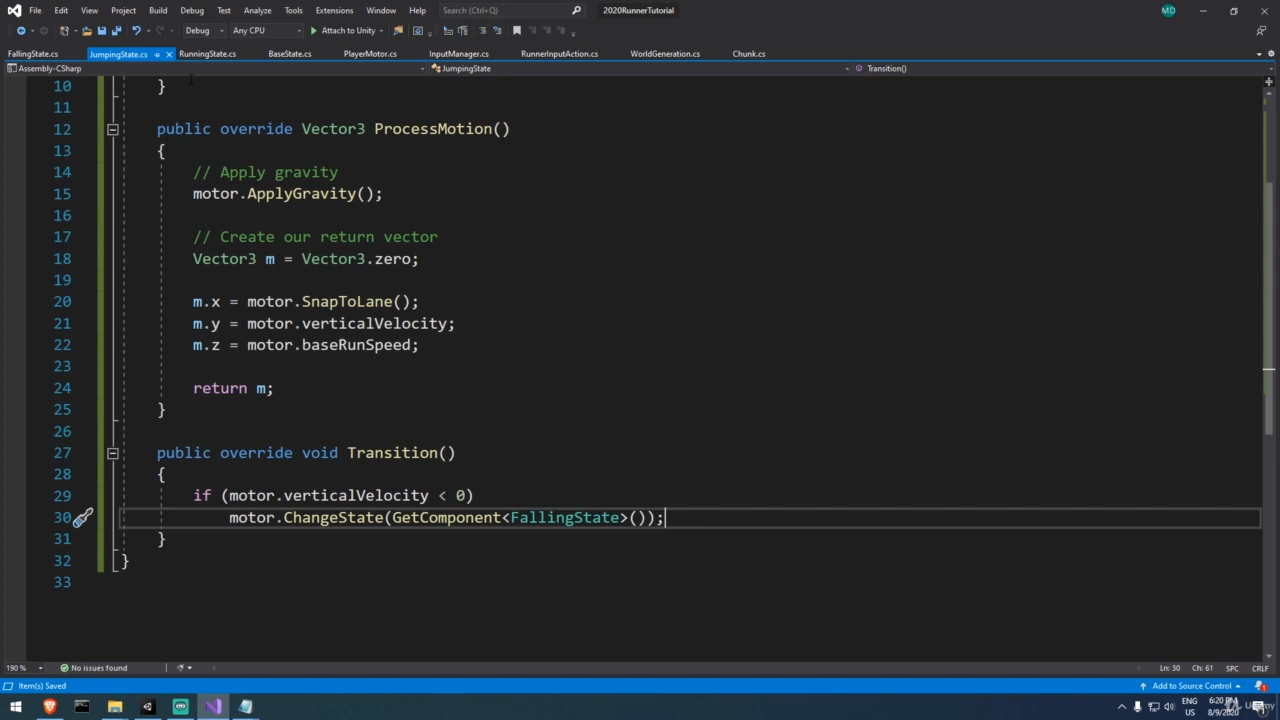 File Edit View Project Build Debug Test Analyze Tools Extensions Window Help Search (Ctrl+Q) 2020RunnerTutorial MD
Debug Any CPU Attach to Unity
FallingState.cs JumpingState.cs RunningState.cs BaseState.cs PlayerMotor.cs InputManager.cs RunnerInputAction.cs WorldGeneration.cs Chunk.cs
Assembly-CSharp JumpingState Transition()
10 }
11
12 public override Vector3 ProcessMotion()
13 {
14 // Apply gravity
15 motor.ApplyGravity();
16
17 // Create our return vector
18 Vector3 m = Vector3.zero;
19
20 m.x = motor.SnapToLane();
21 m.y = motor.verticalVelocity;
22 m.z = motor.baseRunSpeed;
23
24 return m;
25 }
26
27 public override void Transition()
28 {
29 if (motor.verticalVelocity < 0)
30 motor.ChangeState(GetComponent<FallingState>());
31 }
32 }
33
190 % No issues found Ln: 30 Ch: 61 SPC CRLF
Item(s) Saved Add to Source Control 1
ENG 6:20 PM
US 8/9/2020
Udemy